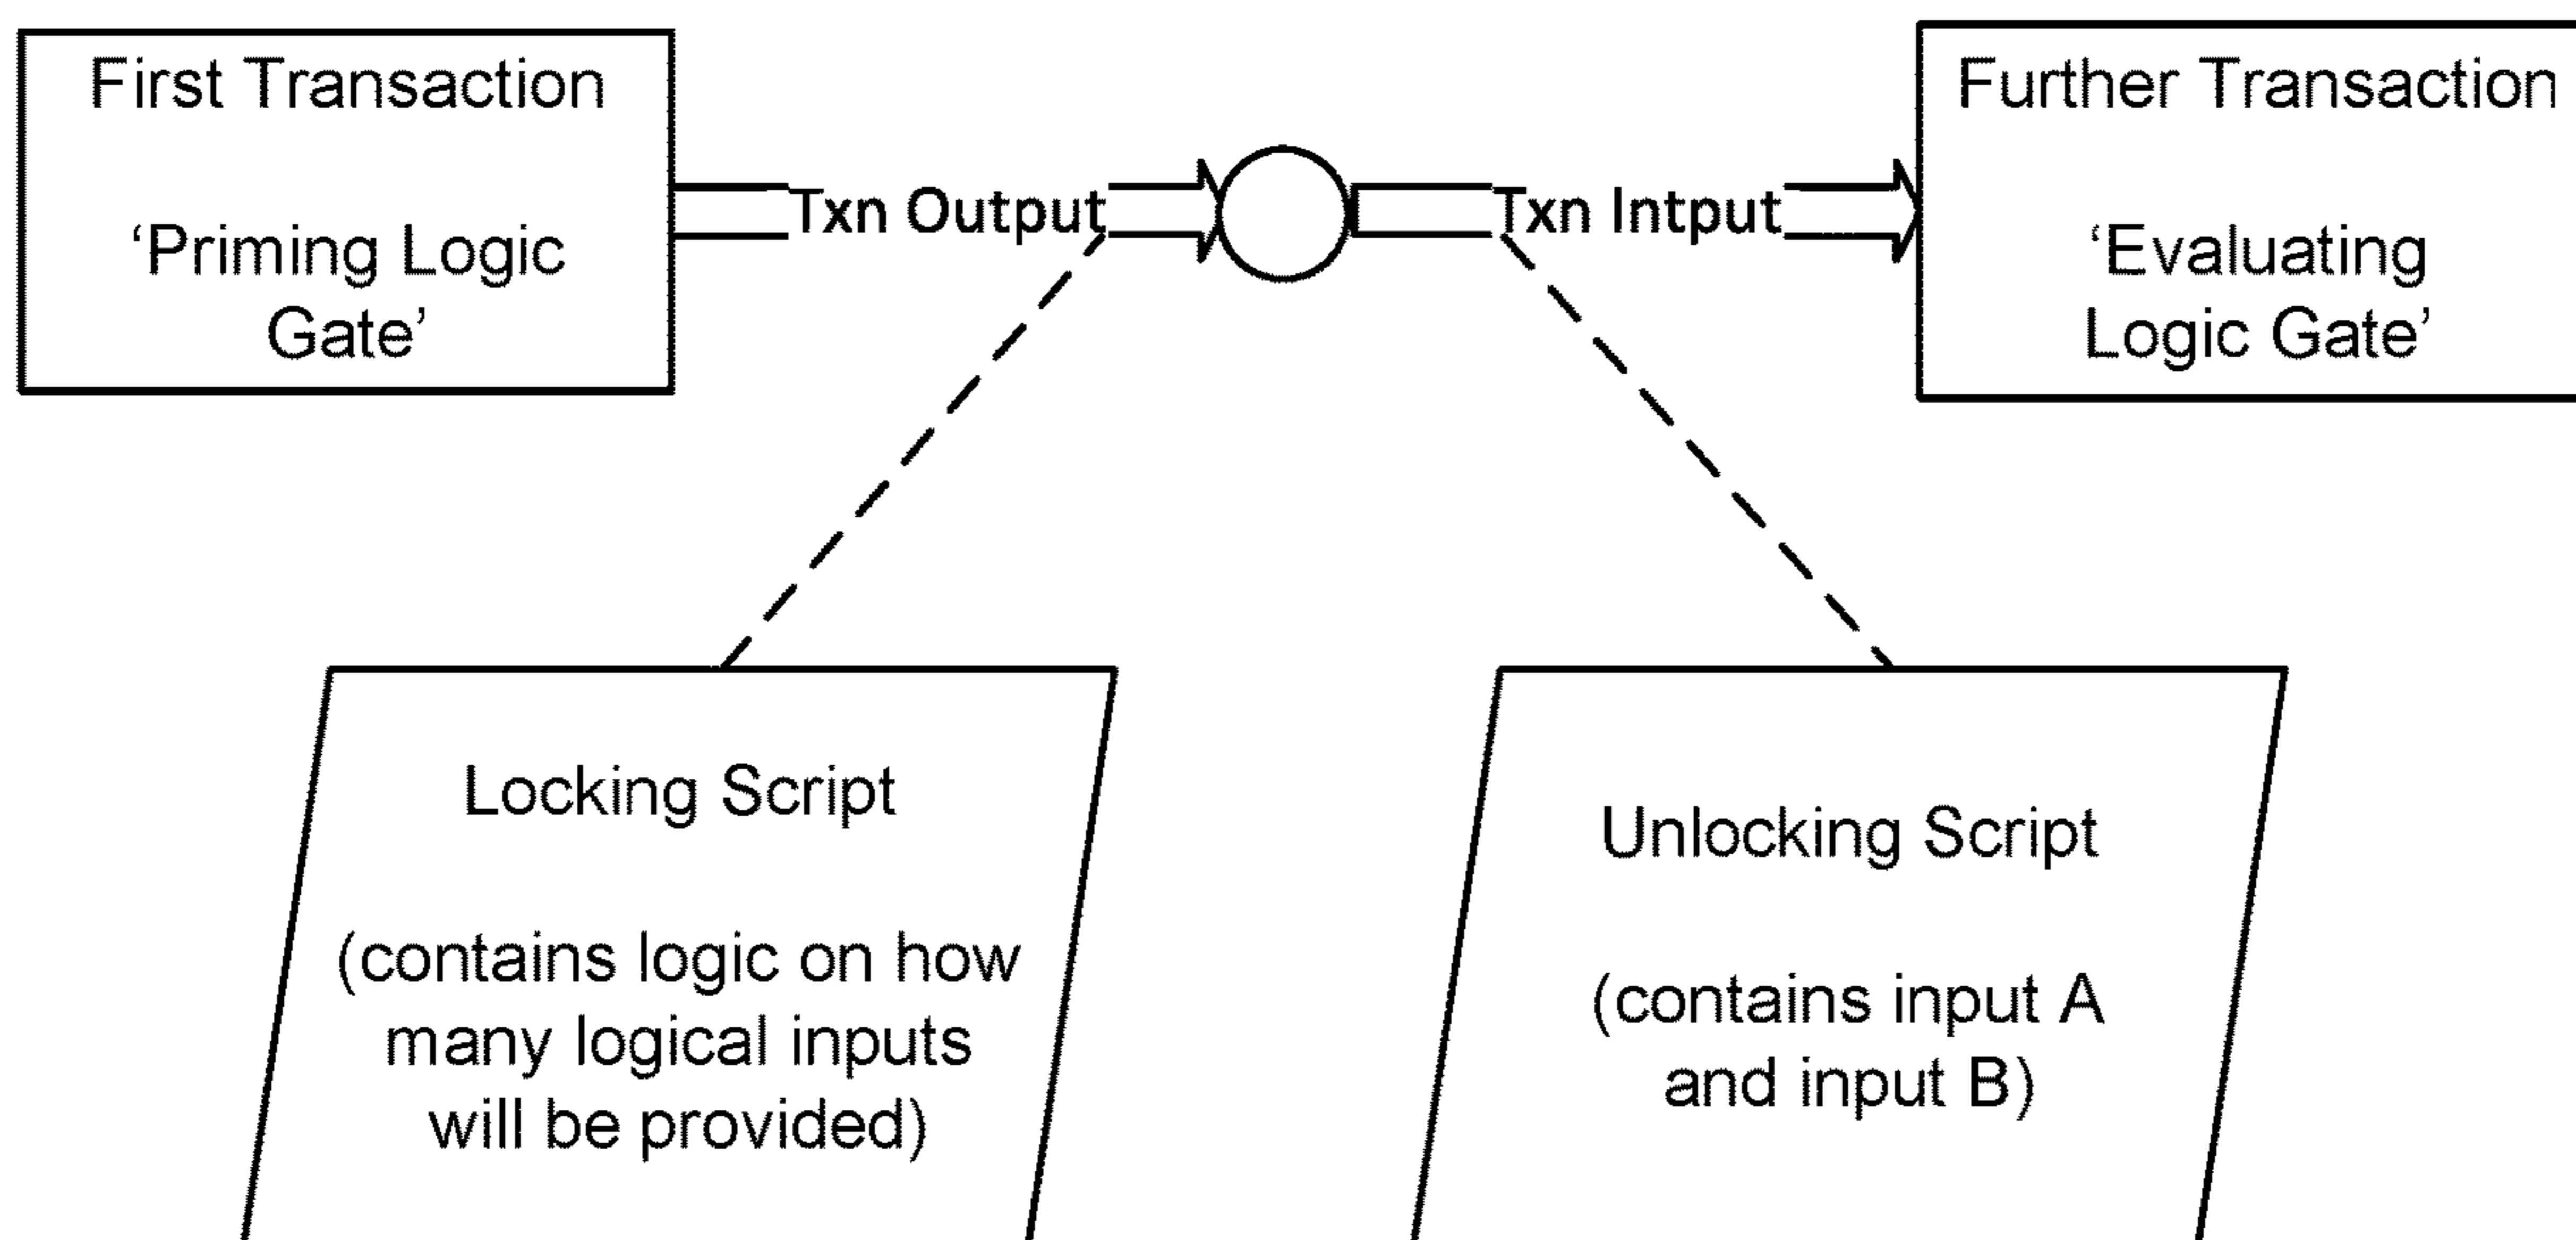 First Transaction
‘Priming Logic
Gate’
Txn Output
Txn Intput
Further Transaction
‘Evaluating
Logic Gate’
Locking Script
(contains logic on how
many logical inputs
will be provided)
Unlocking Script
(contains input A
and input B)